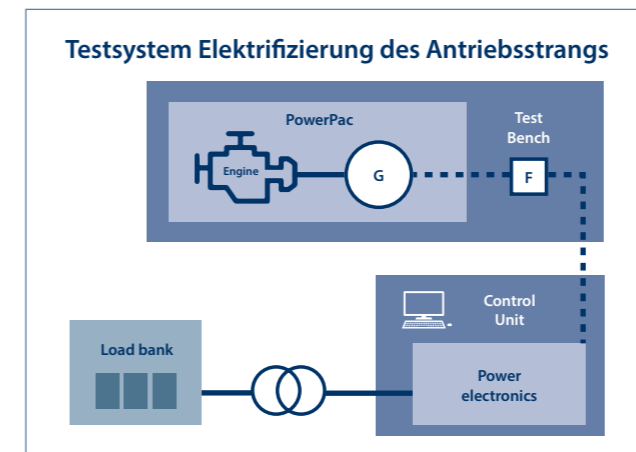 Testsystem Elektrifizierung des Antriebsstrangs
PowerPac
Test
Bench
Engine
G
F
Control
Unit
Load bank
Power
electronics